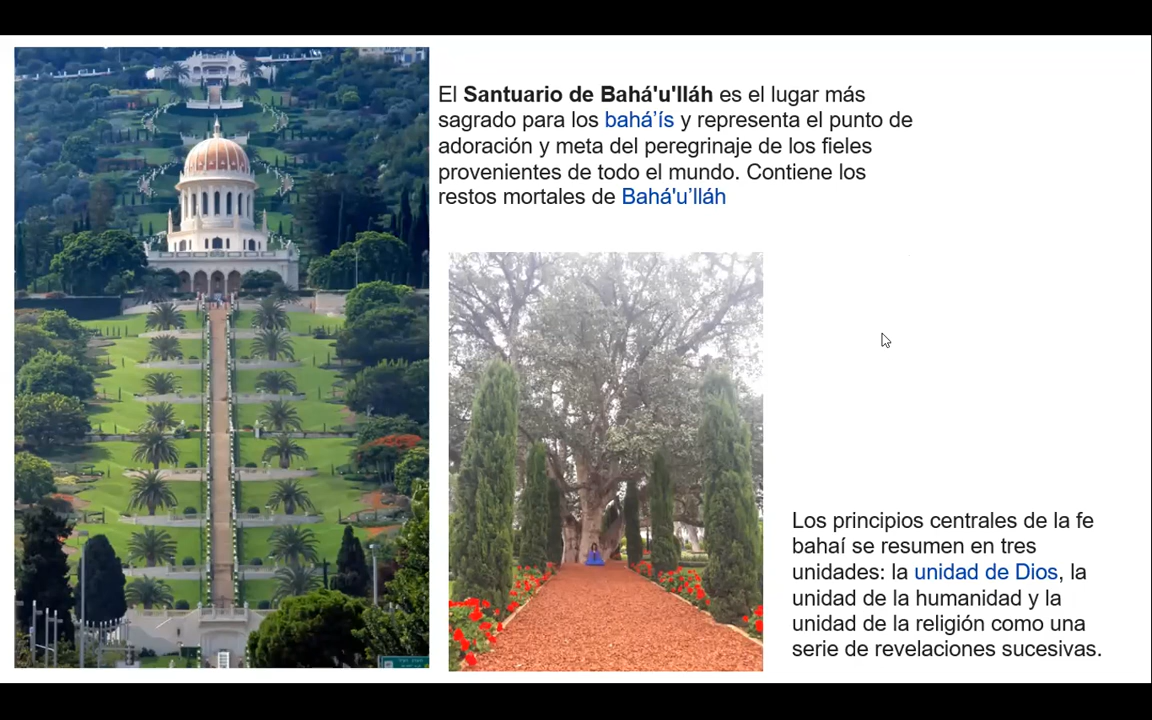 El Santuario de Bahá'u'lláh es el lugar más
sagrado para los bahá’ís y representa el punto de
adoración y meta del peregrinaje de los fieles
provenientes de todo el mundo. Contiene los
restos mortales de Bahá'u’lláh
Los principios centrales de la fe
bahaí se resumen en tres
unidades: la unidad de Dios, la
unidad de la humanidad y la
unidad de la religión como una
serie de revelaciones sucesivas.